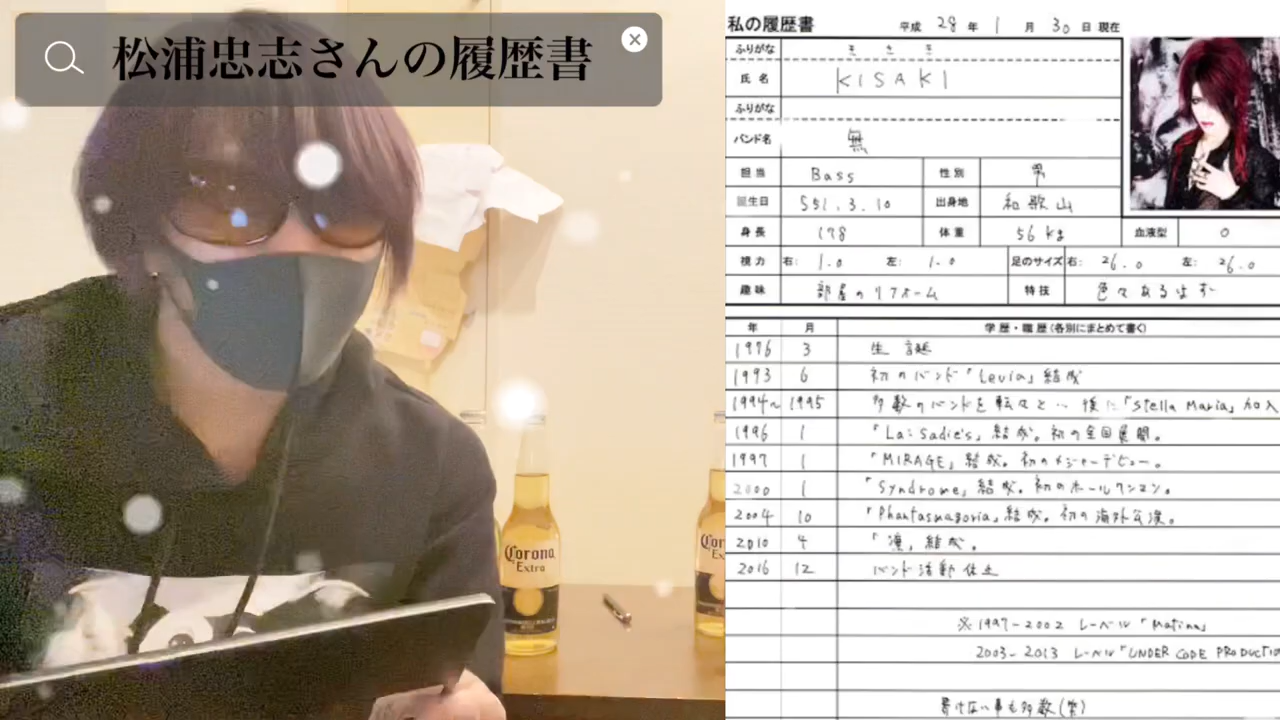 松浦忠志さんの履歴書
Corona
Extra
私の履歴書 平成 28 年 1 月 30 日 現在
ふりがな きさき
氏名 KISAKI
ふりがな
バンド名 無
担当 Bass 性別 男
誕生日 S51.3.10 出身地 和歌山
身長 178 体重 56kg 血液型 O
視力 右: 1.0 左: 1.0 足のサイズ 右: 26.0 左: 26.0
趣味 部屋のリフォーム 特技 色々あるはず
年 月 学歴・職歴(各別にまとめて書く)
1976 3 生誕
1993 6 初のバンド「Levia」結成
1994~1995 多数のバンドを転々と… 後に「Stella Maria」加入
1996 1 「La:Sadie's」結成。初の全国展開。
1997 1 「MIRAGE」結成。初のメジャーデビュー。
2000 1 「Syndrome」結成。初のホールワンマン。
2004 10 「Phantasmagoria」結成。初の海外公演。
2010 4 「凛」結成。
2016 12 バンド活動休止
※1997-2002 レーベル「Matina」
2003-2013 レーベル「UNDER CODE PRODUCTIO
書けない事も多数(笑)